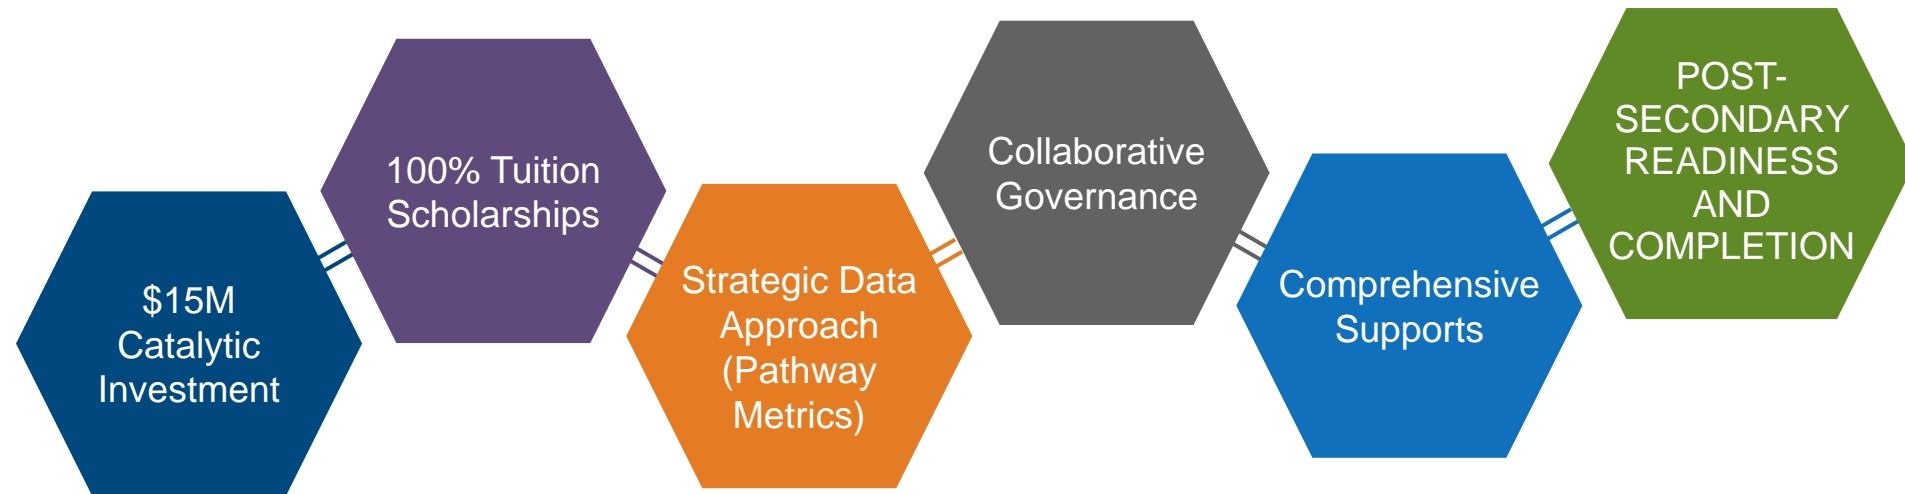 $15M
Catalytic
Investment
100% Tuition
Scholarships
Strategic Data
Approach
(Pathway
Metrics)
Collaborative
Governance
Comprehensive
Supports
POST-
SECONDARY
READINESS
AND
COMPLETION